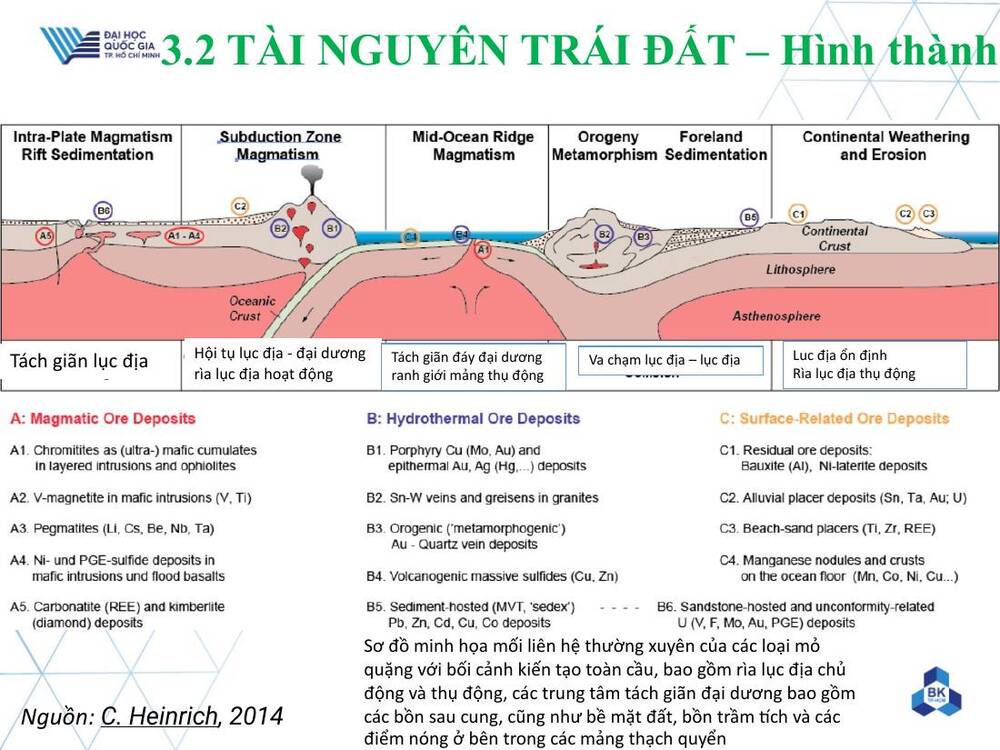 ĐẠI HỌC
QUỐC GIA
TP. HỒ CHÍ MINH
3.2 TÀI NGUYÊN TRÁI ĐẤT – Hình thành
Intra-Plate Magmatism
Rift Sedimentation
Subduction Zone
Magmatism
Mid-Ocean Ridge
Magmatism
Orogeny
Metamorphism
Foreland
Sedimentation
Continental Weathering
and Erosion
A5
B6
A1 - A4
C2
B2
B1
C4
B4
A1
B2
B3
B5
C1
C2
C3
Continental
Crust
Lithosphere
Asthenosphere
Oceanic
Crust
Tách giãn lục địa
Hội tụ lục địa - đại dương
rìa lục địa hoạt động
Tách giãn đáy đại dương
ranh giới mảng thụ động
Va chạm lục địa – lục địa
Lục địa ổn định
Rìa lục địa thụ động
A: Magmatic Ore Deposits
A1. Chromitites as (ultra-) mafic cumulates
in layered intrusions and ophiolites
A2. V-magnetite in mafic intrusions (V, Ti)
A3. Pegmatites (Li, Cs, Be, Nb, Ta)
A4. Ni- und PGE-sulfide deposits in
mafic intrusions und flood basalts
A5. Carbonatite (REE) and kimberlite
(diamond) deposits
B: Hydrothermal Ore Deposits
B1. Porphyry Cu (Mo, Au) and
epithermal Au, Ag (Hg,...) deposits
B2. Sn-W veins and greisens in granites
B3. Orogenic ('metamorphogenic')
Au - Quartz vein deposits
B4. Volcanogenic massive sulfides (Cu, Zn)
B5. Sediment-hosted (MVT, 'sedex')
Pb, Zn, Cd, Cu, Co deposits
- - - - B6. Sandstone-hosted and unconformity-related
U (V, F, Mo, Au, PGE) deposits
C: Surface-Related Ore Deposits
C1. Residual ore deposits:
Bauxite (Al), Ni-laterite deposits
C2. Alluvial placer deposits (Sn, Ta, Au; U)
C3. Beach-sand placers (Ti, Zr, REE)
C4. Manganese nodules and crusts
on the ocean floor (Mn, Co, Ni, Cu...)
Sơ đồ minh họa mối liên hệ thường xuyên của các loại mỏ
quặng với bối cảnh kiến tạo toàn cầu, bao gồm rìa lục địa chủ
động và thụ động, các trung tâm tách giãn đại dương bao gồm
các bồn sau cung, cũng như bề mặt đất, bồn trầm tích và các
điểm nóng ở bên trong các mảng thạch quyển
Nguồn: C. Heinrich, 2014
BK
TP.HCM